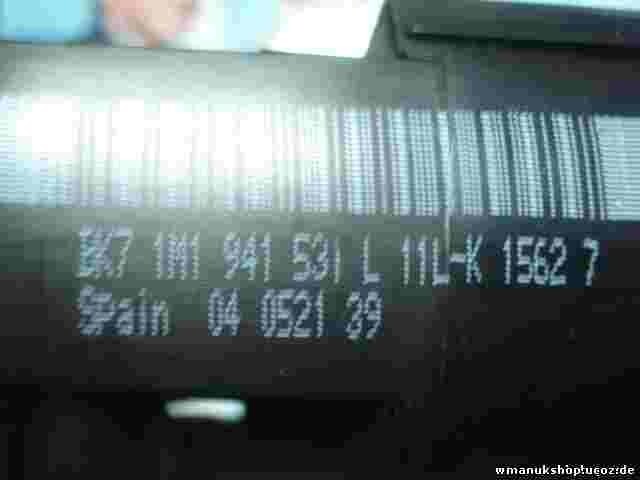 BK7 1M1 941 531 L 11L-K 1562 7
Spain 04 0521 39
wmanukshop.ucoz.de